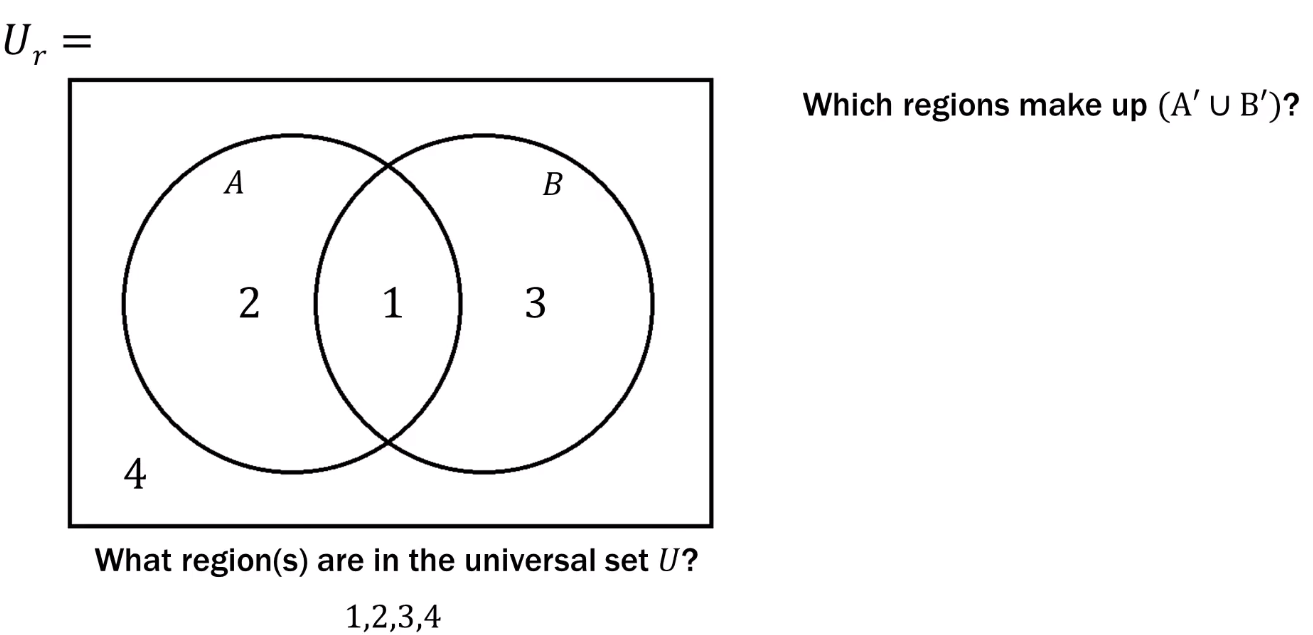 Uᵣ =
Which regions make up (A′ ∪ B′)?
A
B
2
1
3
4
What region(s) are in the universal set U?
1,2,3,4